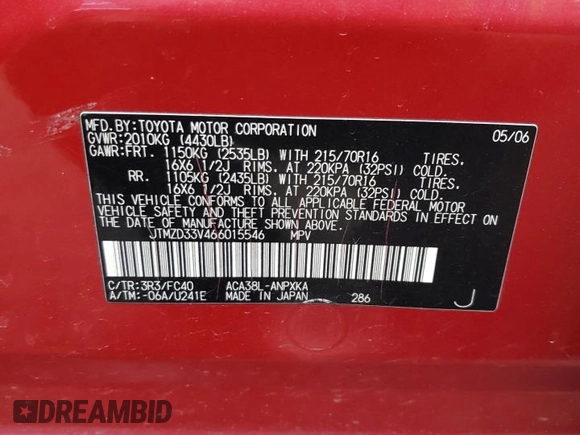 MFD.BY:TOYOTA MOTOR CORPORATION 05/06
GVWR:2010KG (4430LB)
GAWR:FRT. 1150KG (2535LB) WITH 215/70R16 TIRES.
16X6 1/2J RIMS. AT 220KPA (32PSI) COLD.
RR. 1105KG (2435LB) WITH 215/70R16 TIRES.
16X6 1/2J RIMS. AT 220KPA (32PSI) COLD.
THIS VEHICLE CONFORMS TO ALL APPLICABLE FEDERAL MOTOR
VEHICLE SAFETY AND THEFT PREVENTION STANDARDS IN EFFECT ON
THE DATE OF MANUFACTURE SHOWN ABOVE.
JTMZD33V466015546 MPV
C/TR:3R3/FC40 ACA38L-ANPXKA
A/TM:-06A/U241E MADE IN JAPAN 286 J
DREAMBID